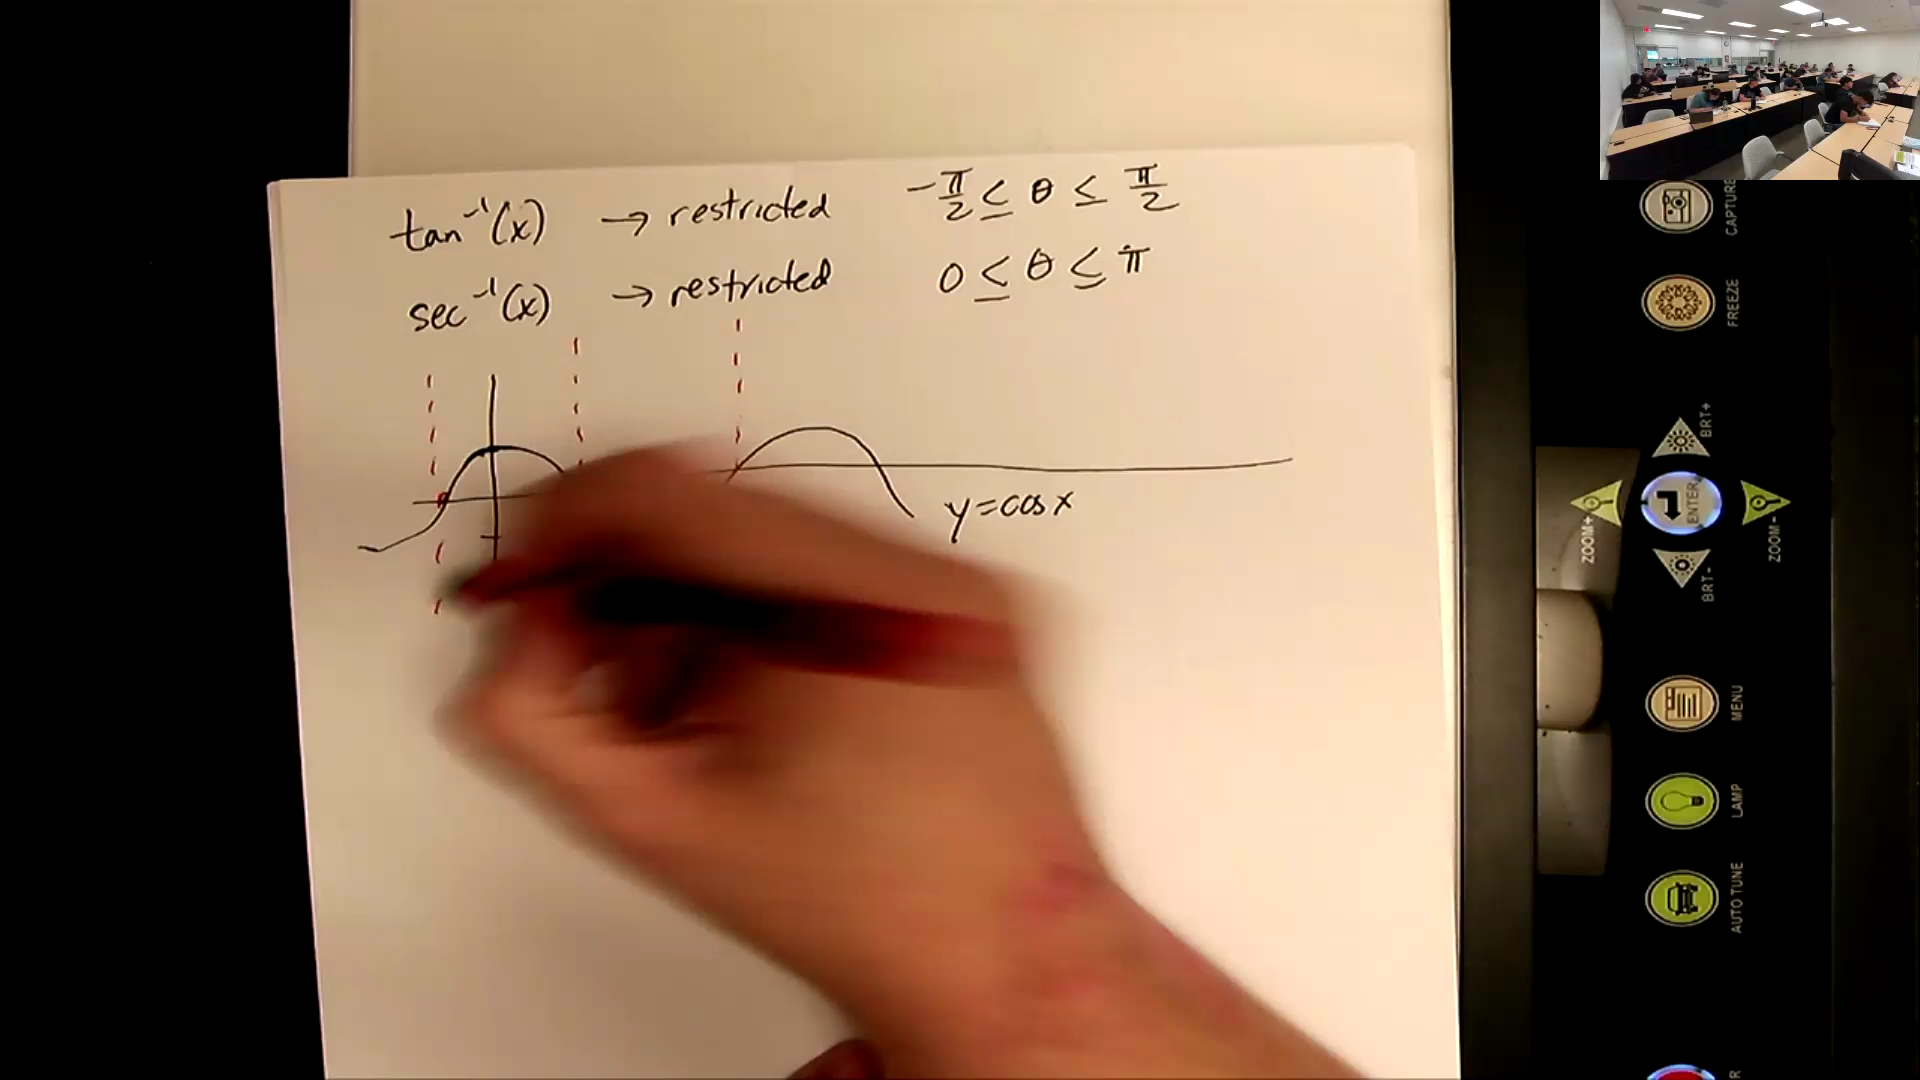 tan⁻¹(x) → restricted -π/2 ≤ θ ≤ π/2
sec⁻¹(x) → restricted 0 ≤ θ ≤ π
y=cosx
CAPTURE
FREEZE
BRT+
ZOOM+
ENTER
ZOOM-
BRT-
MENU
LAMP
AUTO TUNE